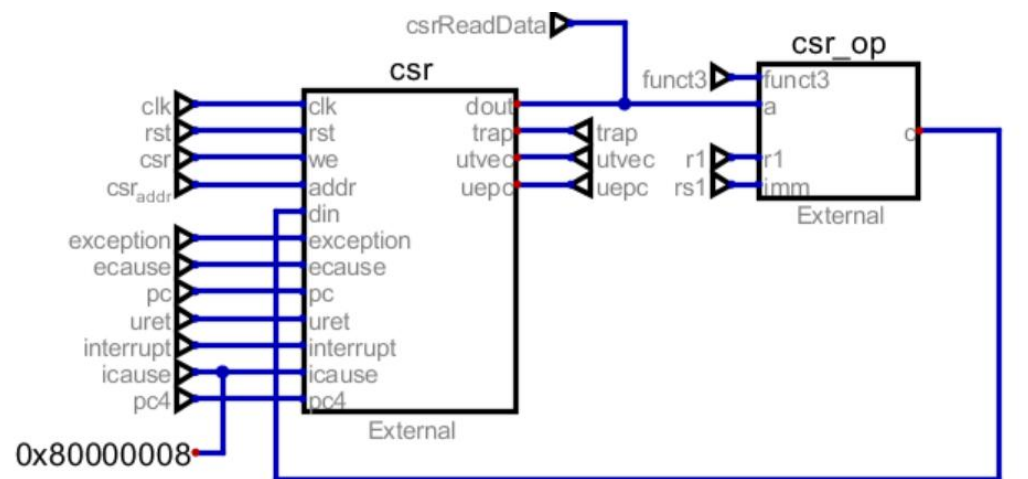 csrReadData
csr_op
csr
funct3 funct3
clk clk dout a
rst rst trap trap
csr we utvec utvec r1 r1 c
csraddr addr uepc uepc rs1 imm
din
External
exception exception
ecause ecause
pc pc
uret uret
interrupt interrupt
icause icause
pc4 pc4
External
0x80000008